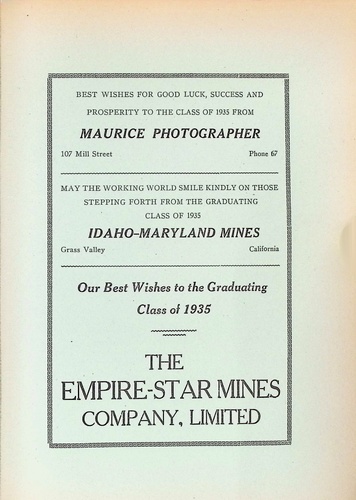 BEST WISHES FOR GOOD LUCK, SUCCESS AND
PROSPERITY TO THE CLASS OF 1935 FROM
MAURICE PHOTOGRAPHER
107 Mill Street Phone 67
MAY THE WORKING WORLD SMILE KINDLY ON THOSE
STEPPING FORTH FROM THE GRADUATING
CLASS OF 1935
IDAHO-MARYLAND MINES
Grass Valley California
Our Best Wishes to the Graduating
Class of 1935
THE
EMPIRE-STAR MINES
COMPANY, LIMITED